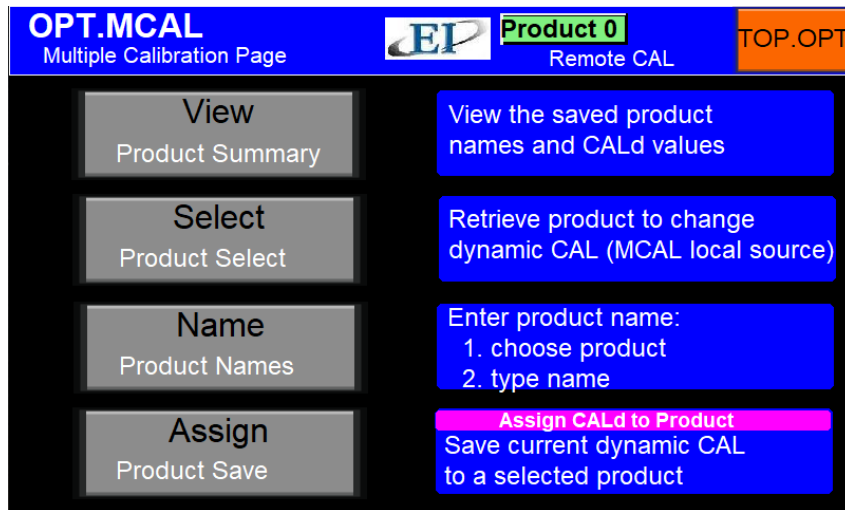 OPT.MCAL
Multiple Calibration Page
EI
Product 0
Remote CAL
TOP.OPT
View
Product Summary
View the saved product
names and CALd values
Select
Product Select
Retrieve product to change
dynamic CAL (MCAL local source)
Name
Product Names
Enter product name:
1. choose product
2. type name
Assign
Product Save
Assign CALd to Product
Save current dynamic CAL
to a selected product